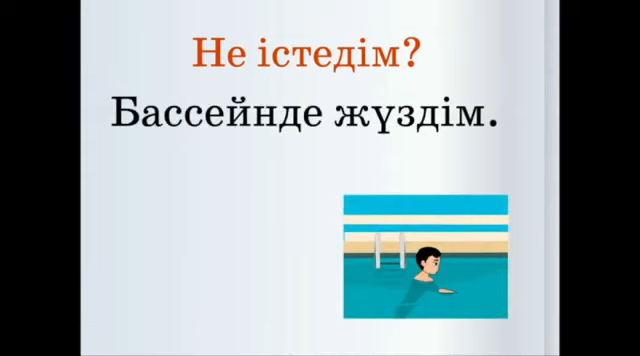 Не істедім?
Бассейнде жүздім.